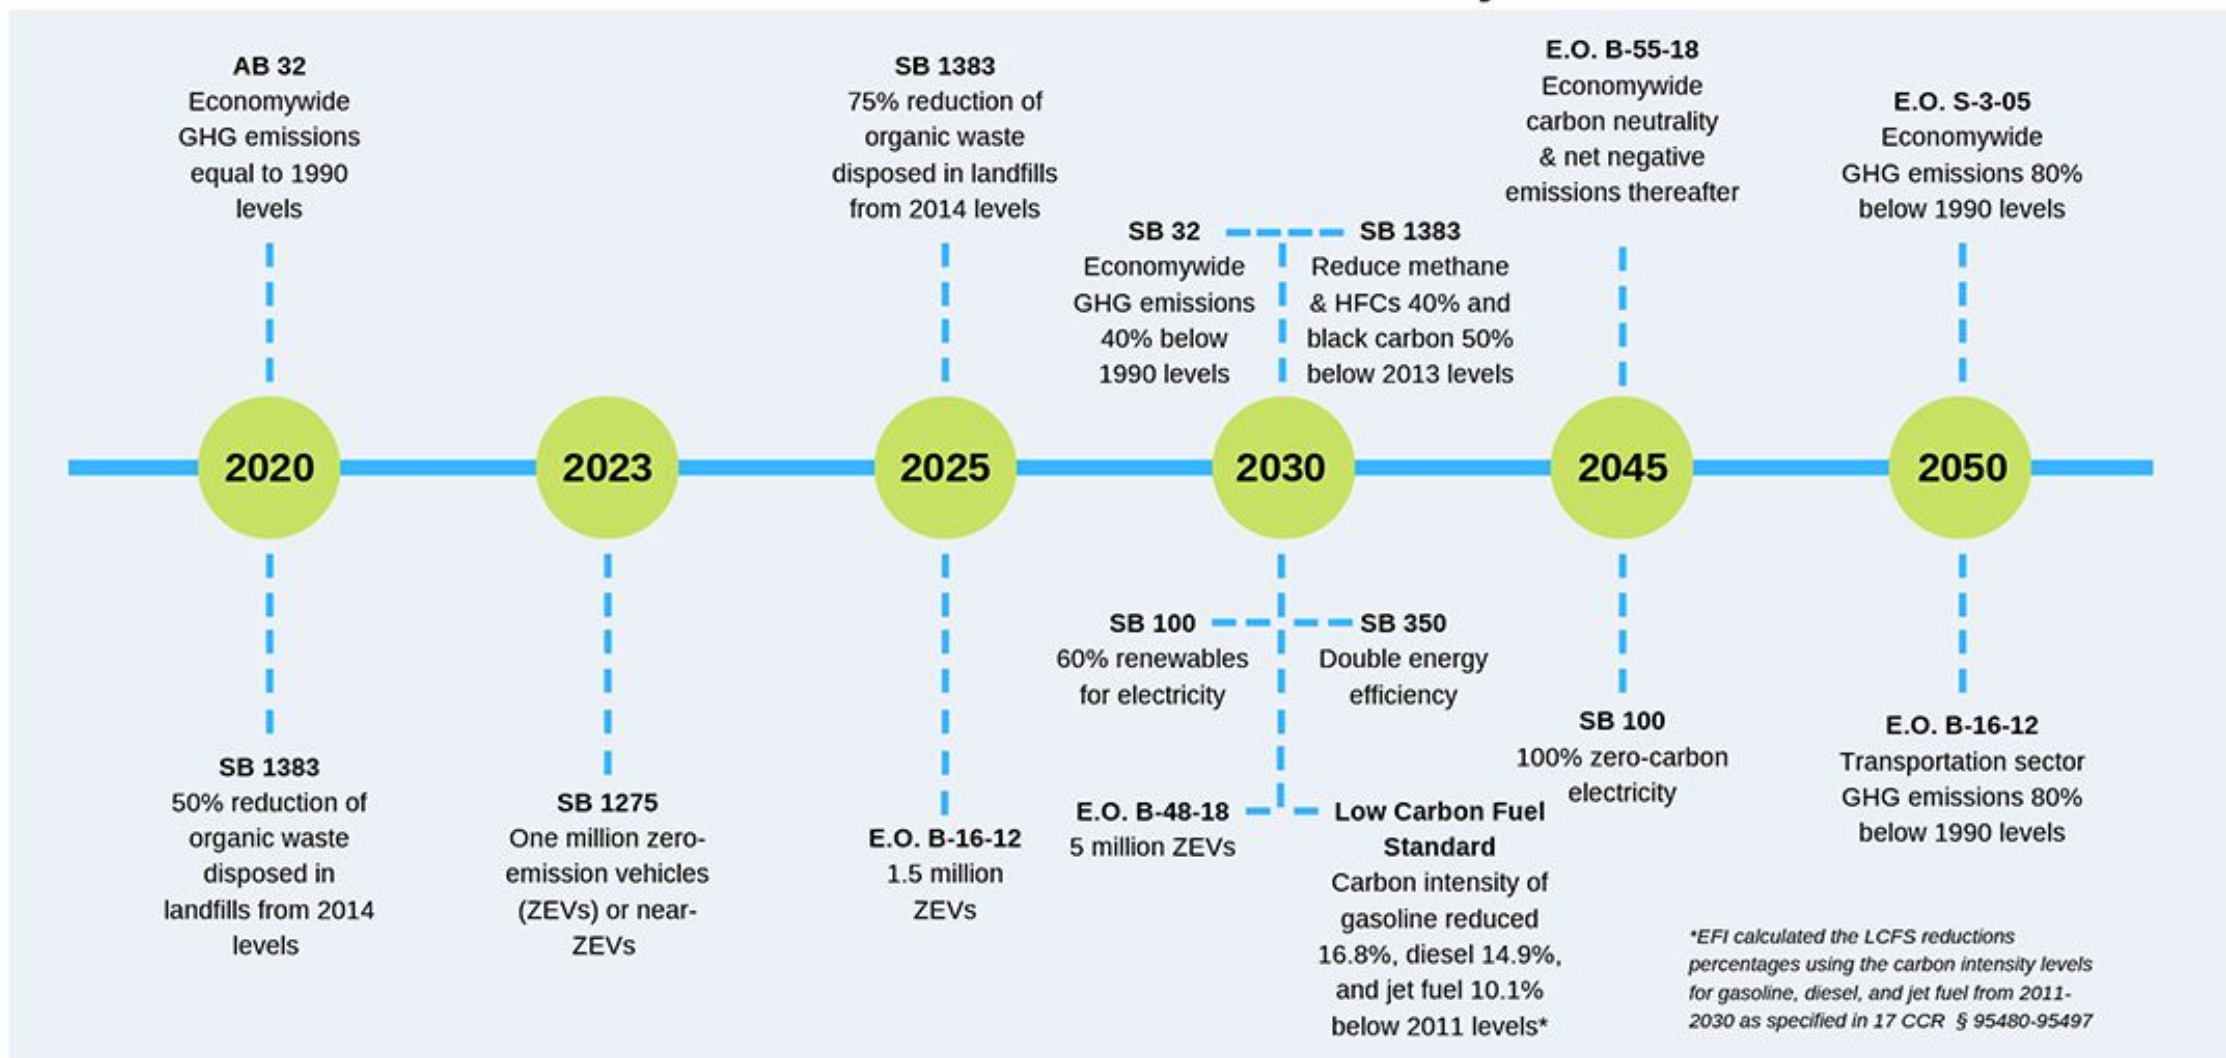 AB 32
Economywide
GHG emissions
equal to 1990
levels
SB 1383
75% reduction of
organic waste
disposed in landfills
from 2014 levels
SB 32
Economywide
GHG emissions
40% below
1990 levels
SB 1383
Reduce methane
& HFCs 40% and
black carbon 50%
below 2013 levels
E.O. B-55-18
Economywide
carbon neutrality
& net negative
emissions thereafter
E.O. S-3-05
Economywide
GHG emissions 80%
below 1990 levels
2020
2023
2025
2030
2045
2050
SB 1383
50% reduction of
organic waste
disposed in
landfills from 2014
levels
SB 1275
One million zero-
emission vehicles
(ZEVs) or near-
ZEVs
E.O. B-16-12
1.5 million
ZEVs
SB 100
60% renewables
for electricity
SB 350
Double energy
efficiency
E.O. B-48-18
5 million ZEVs
Low Carbon Fuel
Standard
Carbon intensity of
gasoline reduced
16.8%, diesel 14.9%,
and jet fuel 10.1%
below 2011 levels*
SB 100
100% zero-carbon
electricity
E.O. B-16-12
Transportation sector
GHG emissions 80%
below 1990 levels
*EFI calculated the LCFS reductions
percentages using the carbon intensity levels
for gasoline, diesel, and jet fuel from 2011-
2030 as specified in 17 CCR § 95480-95497